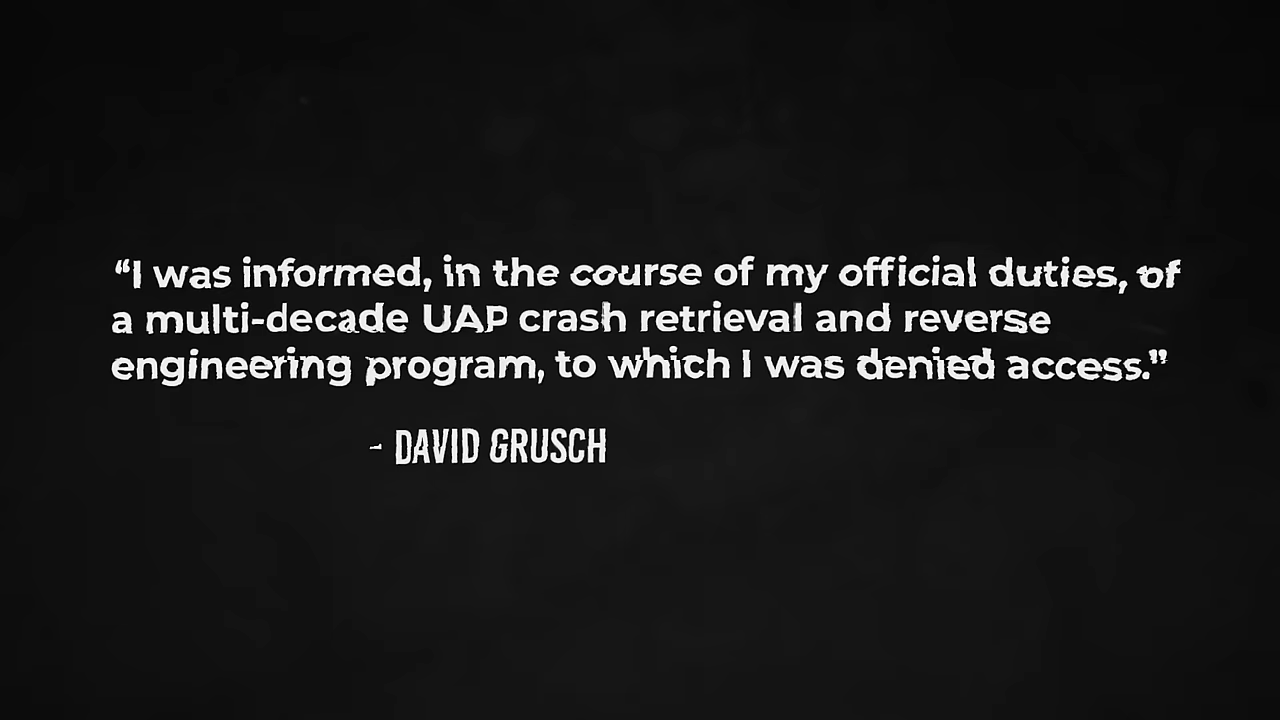 “I was informed, in the course of my official duties, of
a multi-decade UAP crash retrieval and reverse
engineering program, to which I was denied access.”
- DAVID GRUSCH